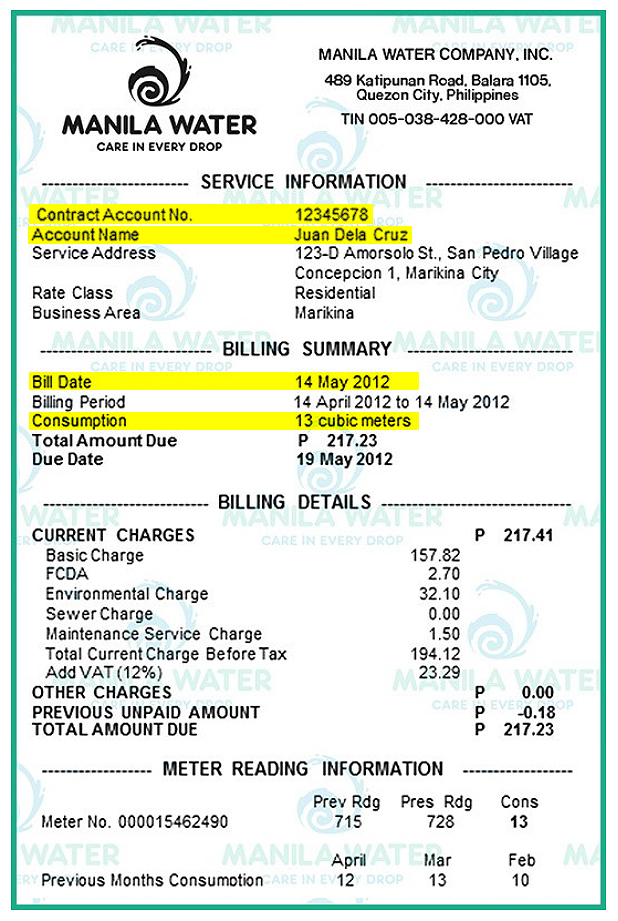 MANILA WATER
CARE IN EVERY DROP
MANILA WATER COMPANY, INC.
489 Katipunan Road, Balara 1105,
Quezon City, Philippines
TIN 005-038-428-000 VAT
SERVICE INFORMATION
Contract Account No. 12345678
Account Name Juan Dela Cruz
Service Address 123-D Amorsolo St., San Pedro Village
Concepcion 1, Marikina City
Rate Class Residential
Business Area Marikina
BILLING SUMMARY
Bill Date 14 May 2012
Billing Period 14 April 2012 to 14 May 2012
Consumption 13 cubic meters
Total Amount Due P 217.23
Due Date 19 May 2012
BILLING DETAILS
CURRENT CHARGES P 217.41
Basic Charge 157.82
FCDA 2.70
Environmental Charge 32.10
Sewer Charge 0.00
Maintenance Service Charge 1.50
Total Current Charge Before Tax 194.12
Add VAT (12%) 23.29
OTHER CHARGES P 0.00
PREVIOUS UNPAID AMOUNT P -0.18
TOTAL AMOUNT DUE P 217.23
METER READING INFORMATION
Prev Rdg Pres Rdg Cons
Meter No. 000015462490 715 728 13
April Mar Feb
Previous Months Consumption 12 13 10